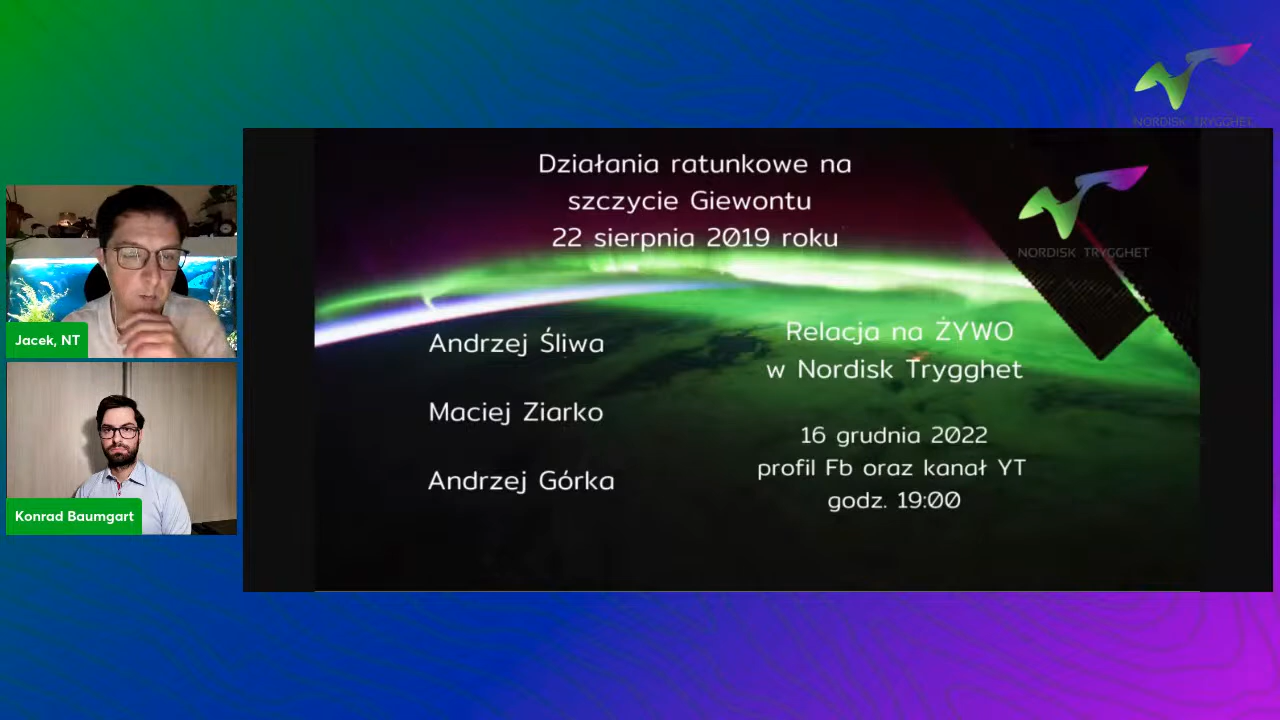 NORDISK TRYGGHET
Działania ratunkowe na
szczycie Giewontu
22 sierpnia 2019 roku
NORDISK TRYGGHET
Jacek, NT
Konrad Baumgart
Andrzej Śliwa
Maciej Ziarko
Andrzej Górka
Relacja na ŻYWO
w Nordisk Trygghet
16 grudnia 2022
profil Fb oraz kanał YT
godz. 19:00